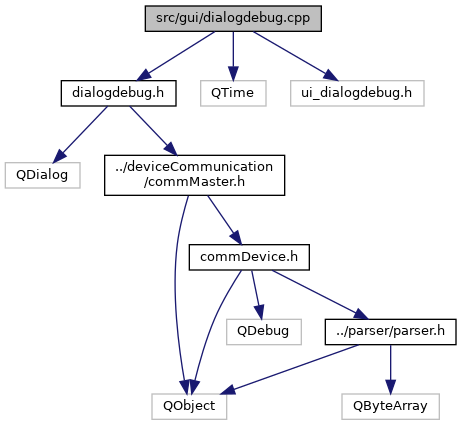 src/gui/dialogdebug.cpp
dialogdebug.h
QTime
ui_dialogdebug.h
QDialog
../deviceCommunication
/commMaster.h
commDevice.h
QDebug
../parser/parser.h
QObject
QByteArray